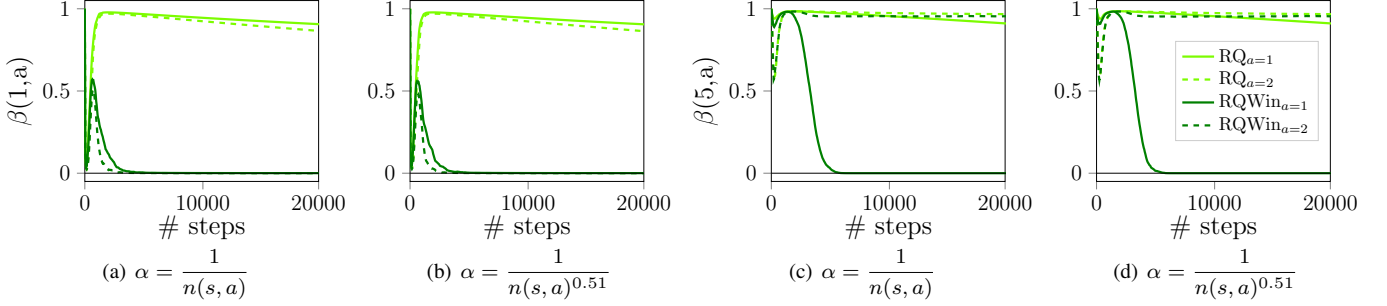 β(1,a)
1
0.5
0
0 10000 20000
# steps
(a) α = 1 / n(s, a)
1
0.5
0
0 10000 20000
# steps
(b) α = 1 / n(s, a)^0.51
β(5,a)
1
0.5
0
0 10000 20000
# steps
(c) α = 1 / n(s, a)
1
0.5
0
0 10000 20000
# steps
(d) α = 1 / n(s, a)^0.51
RQ_a=1
RQ_a=2
RQWin_a=1
RQWin_a=2